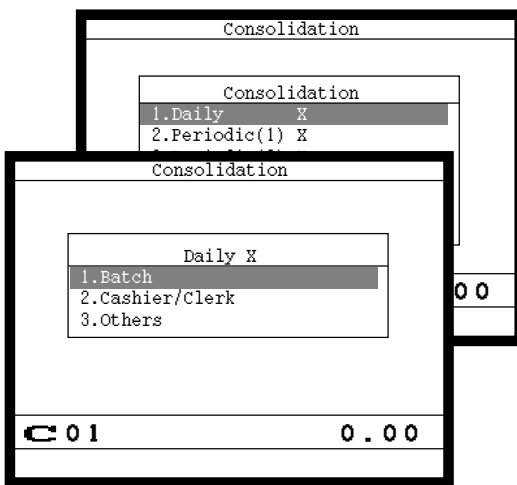 Consolidation
Consolidation
1.Daily X
2.Periodic(1) X
00
Consolidation
Daily X
1.Batch
2.Cashier/Clerk
3.Others
C 01 0.00